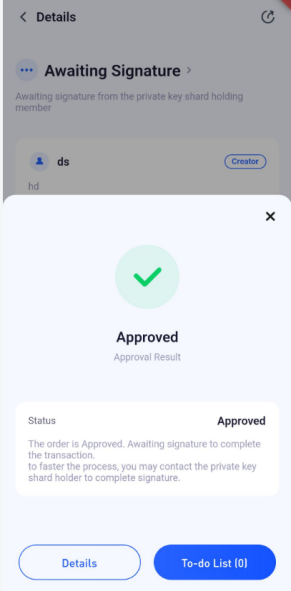 Details
Awaiting Signature
Awaiting signature from the private key shard holding
member
ds
Creator
hd
Approved
Approval Result
Status
Approved
The order is Approved. Awaiting signature to complete
the transaction.
to faster the process, you may contact the private key
shard holder to complete signature.
Details
To-do List (0)